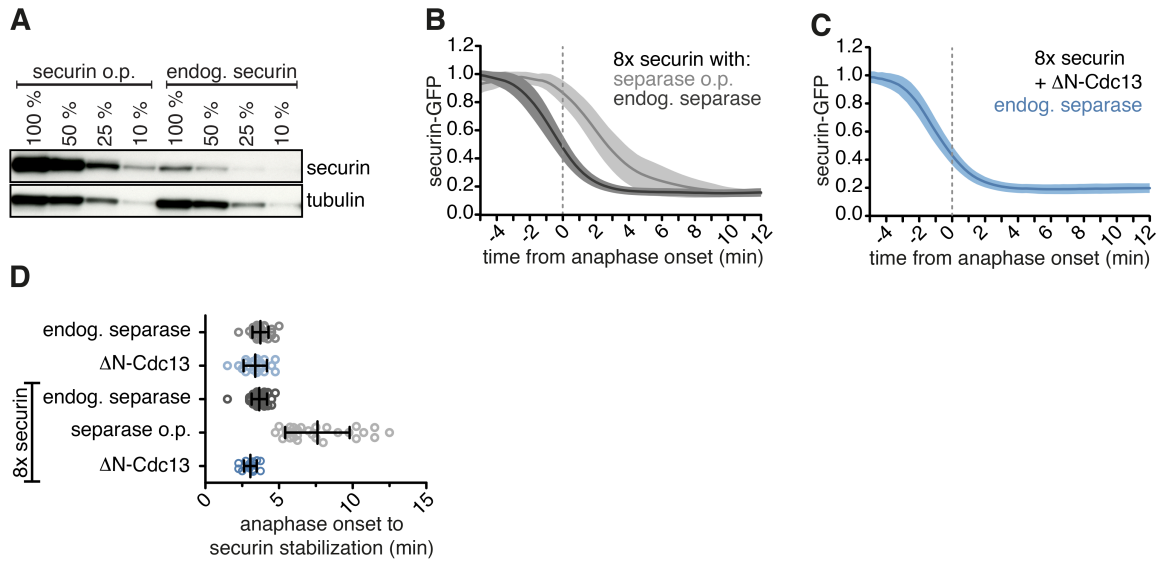 A
securin o.p. endog. securin
100 % 50 % 25 % 10 % 100 % 50 % 25 % 10 %
securin
tubulin
B
securin-GFP
1.2
1.0
0.8
0.6
0.4
0.2
0.0
8x securin with:
separase o.p.
endog. separase
-4 -2 0 2 4 6 8 10 12
time from anaphase onset (min)
C
securin-GFP
1.2
1.0
0.8
0.6
0.4
0.2
0.0
8x securin
+ ΔN-Cdc13
endog. separase
-4 -2 0 2 4 6 8 10 12
time from anaphase onset (min)
D
endog. separase
ΔN-Cdc13
8x securin
endog. separase
separase o.p.
ΔN-Cdc13
0 5 10 15
anaphase onset to
securin stabilization (min)